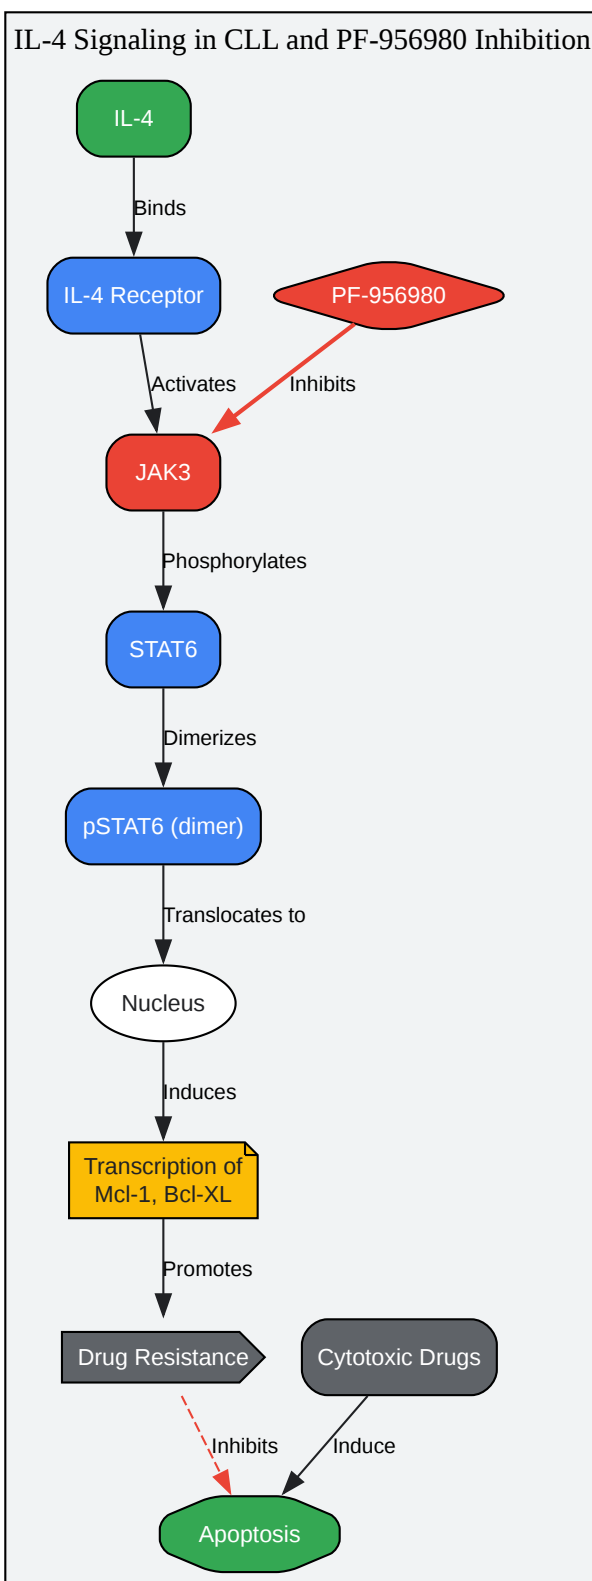 IL-4 Signaling in CLL and PF-956980 Inhibition
IL-4
Binds
IL-4 Receptor
PF-956980
Activates
Inhibits
JAK3
Phosphorylates
STAT6
Dimerizes
pSTAT6 (dimer)
Translocates to
Nucleus
Induces
Transcription of
Mcl-1, Bcl-XL
Promotes
Drug Resistance
Cytotoxic Drugs
Inhibits
Induce
Apoptosis